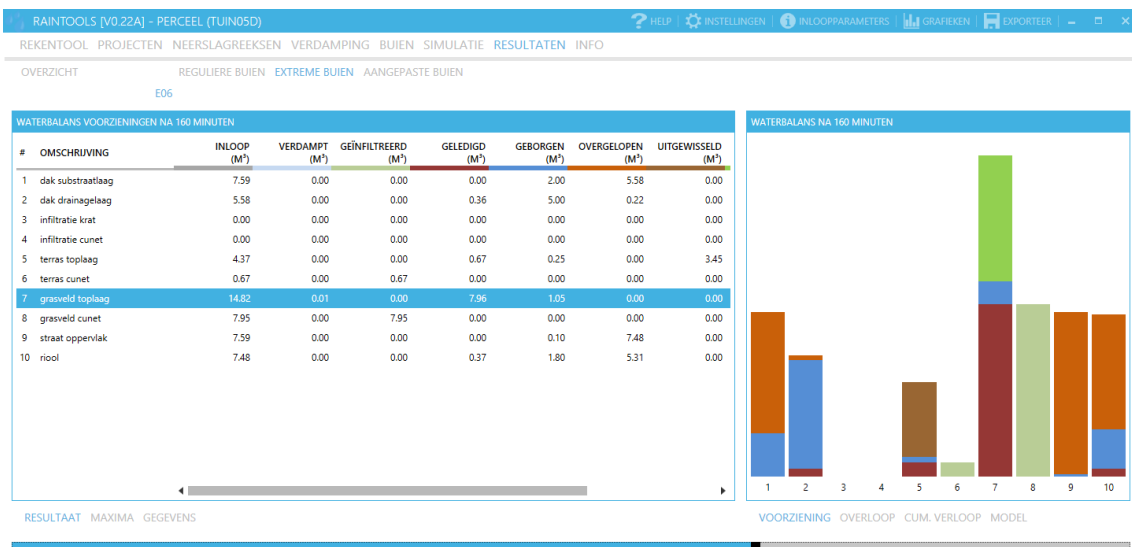 RAINTOOLS [V0.22A] - PERCEEL (TUIN05D) ? HELP | INSTELLINGEN | INLOOPPARAMETERS | GRAFIEKEN | EXPORTEER |
REKENTOOL PROJECTEN NEERSLAGREEKSEN VERDAMPING BUIEN SIMULATIE RESULTATEN INFO
OVERZICHT REGULIERE BUIEN EXTREME BUIEN AANGEPASTE BUIEN
E06
WATERBALANS VOORZIENINGEN NA 160 MINUTEN
# OMSCHRIJVING INLOOP (M³) VERDAMPT (M³) GEÏNFILTREERD (M³) GELEDIGD (M³) GEBORGEN (M³) OVERGELOPEN (M³) UITGEWISSELD (M³)
1 dak substraatlaag 7.59 0.00 0.00 0.00 2.00 5.58 0.00
2 dak drainagelaag 5.58 0.00 0.00 0.36 5.00 0.22 0.00
3 infiltratie krat 0.00 0.00 0.00 0.00 0.00 0.00 0.00
4 infiltratie cunet 0.00 0.00 0.00 0.00 0.00 0.00 0.00
5 terras toplaag 4.37 0.00 0.00 0.67 0.25 0.00 3.45
6 terras cunet 0.67 0.00 0.67 0.00 0.00 0.00 0.00
7 grasveld toplaag 14.82 0.01 0.00 7.96 1.05 0.00 0.00
8 grasveld cunet 7.95 0.00 7.95 0.00 0.00 0.00 0.00
9 straat oppervlak 7.59 0.00 0.00 0.00 0.10 7.48 0.00
10 riool 7.48 0.00 0.00 0.37 1.80 5.31 0.00
RESULTAAT MAXIMA GEGEVENS
WATERBALANS NA 160 MINUTEN
1 2 3 4 5 6 7 8 9 10
VOORZIENING OVERLOOP CUM. VERLOOP MODEL